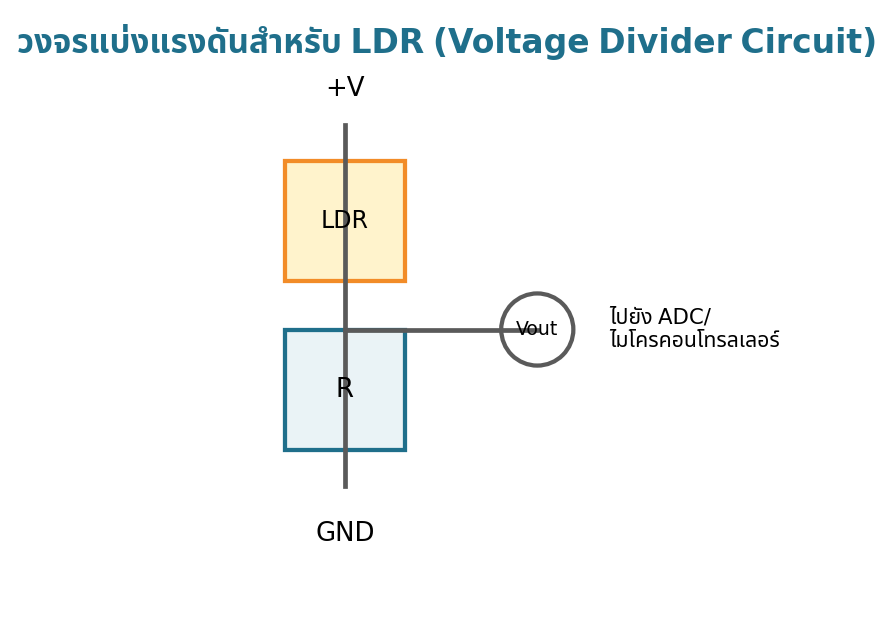 วงจรแบ่งแรงดันสำหรับ LDR (Voltage Divider Circuit)
+V
LDR
Vout
ไปยัง ADC/
ไมโครคอนโทรลเลอร์
R
GND